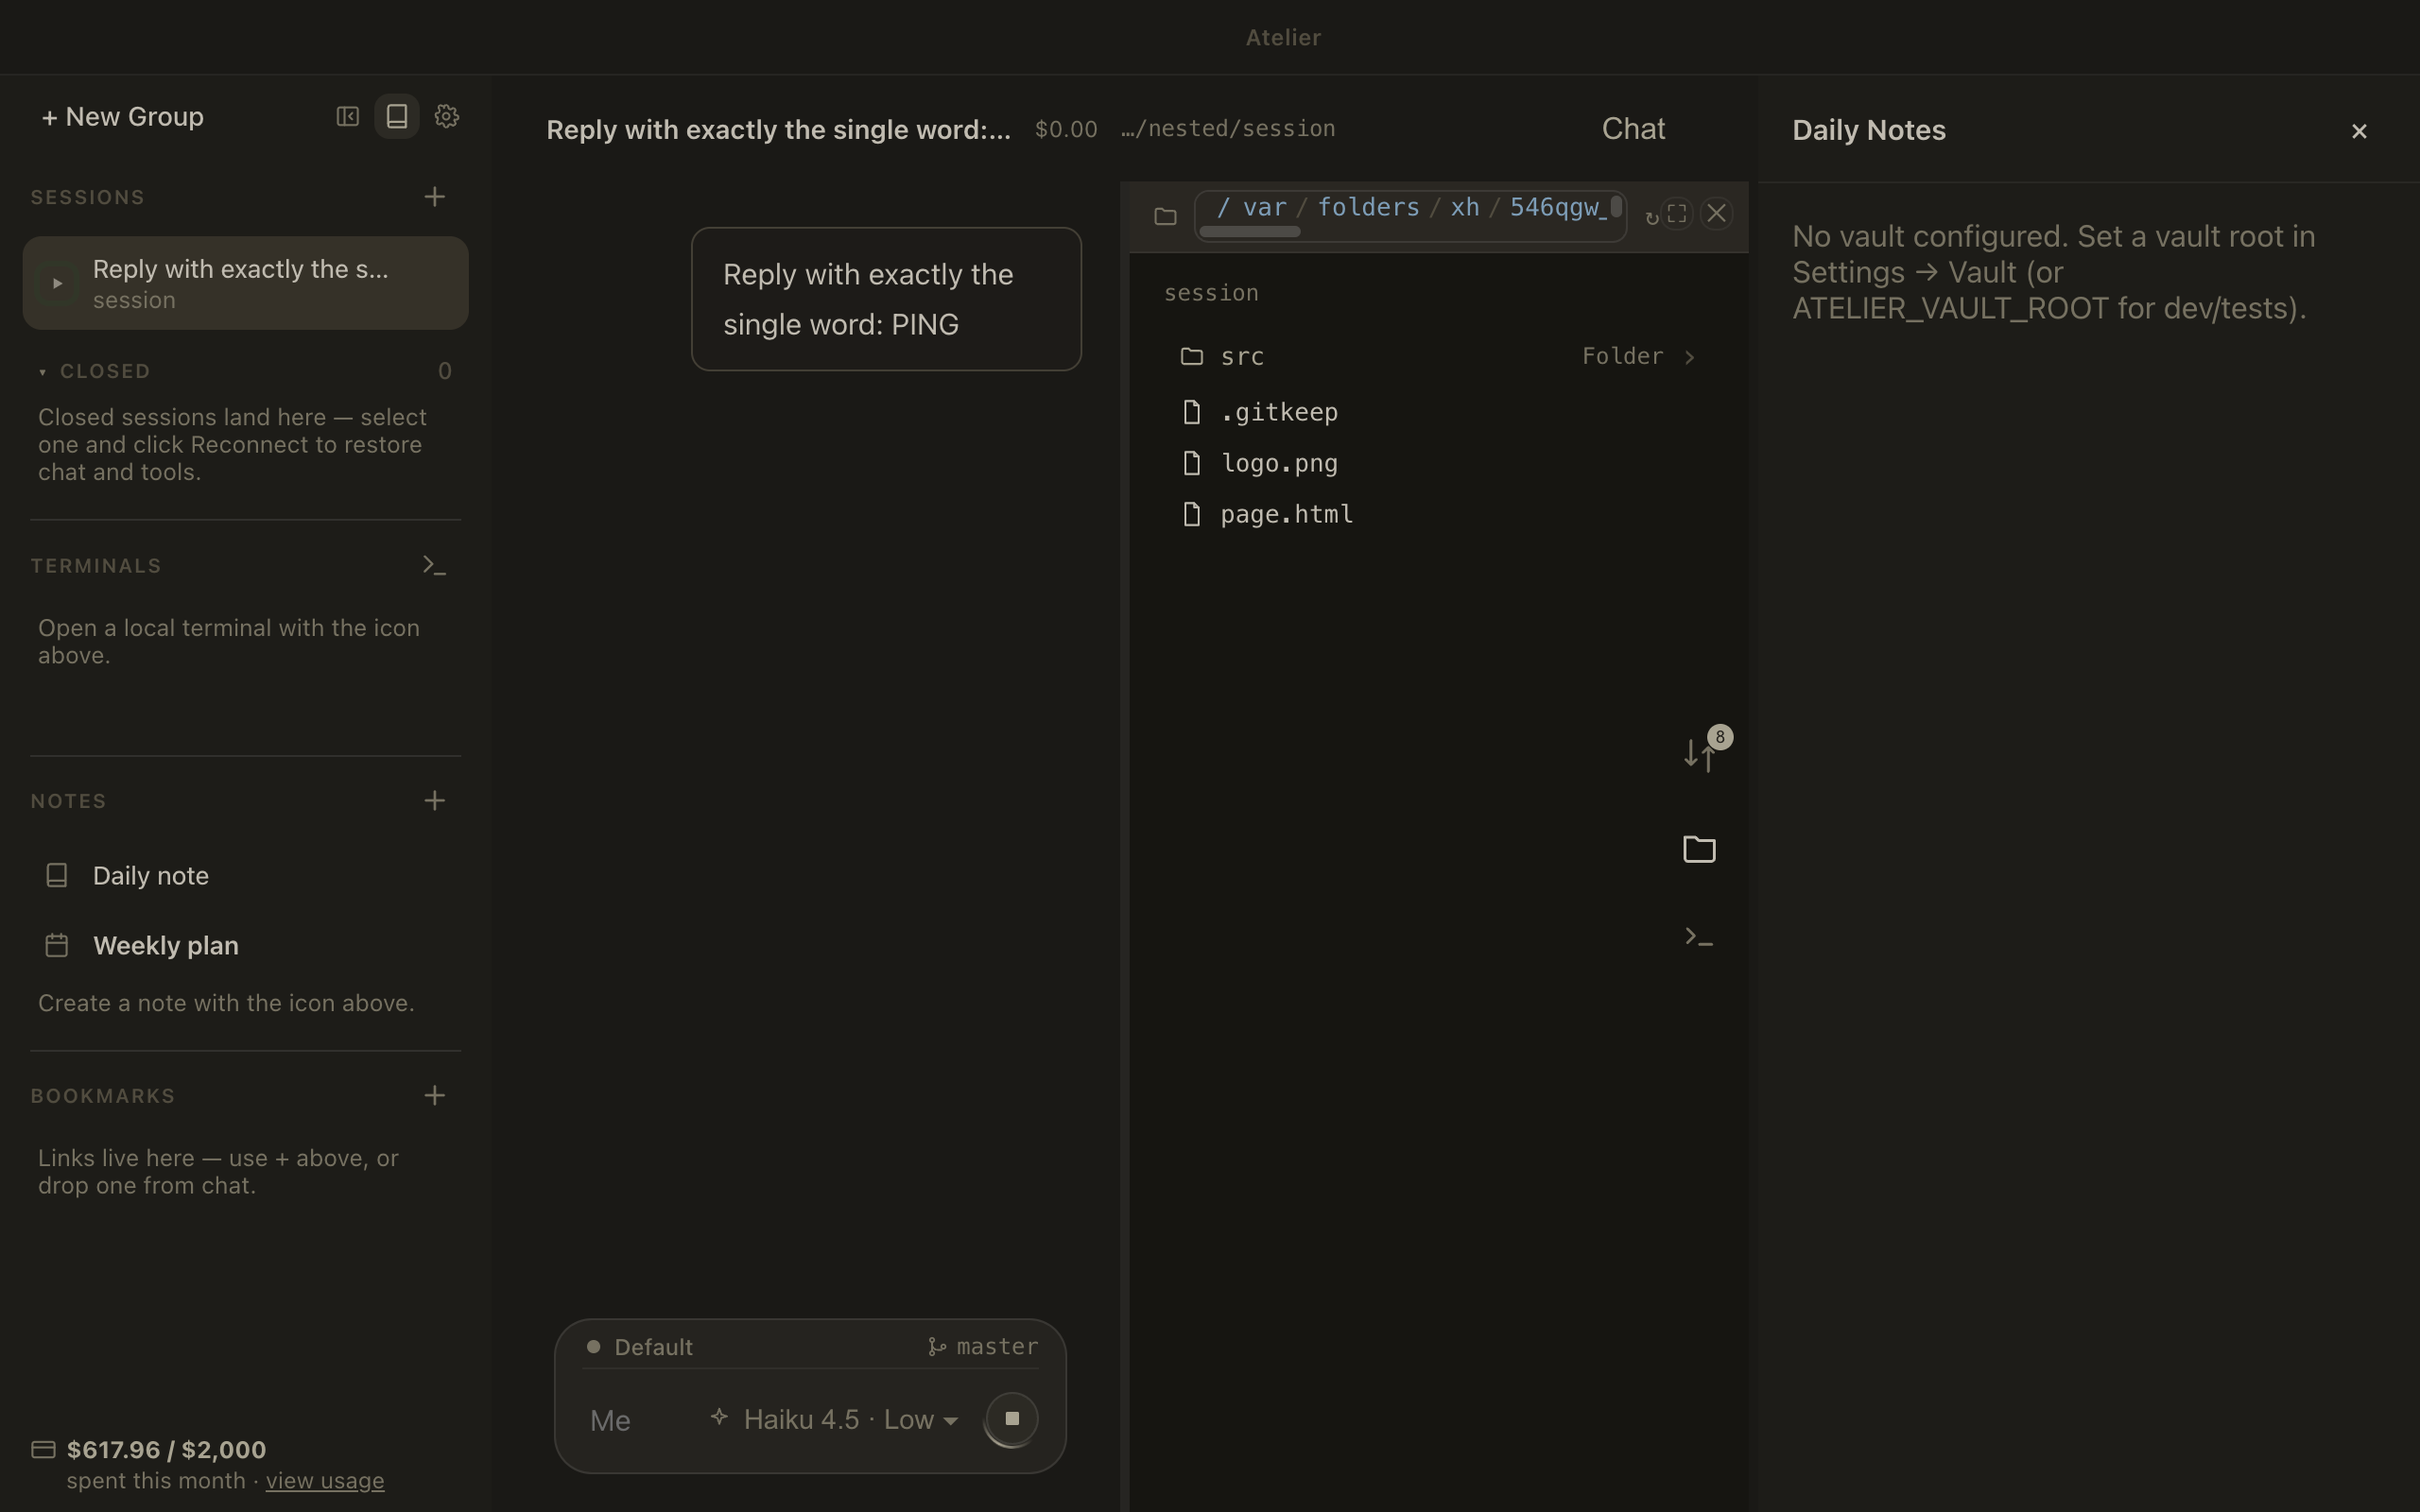 Atelier
+ New Group
SESSIONS
Reply with exactly the s...
session
CLOSED 0
Closed sessions land here — select
one and click Reconnect to restore
chat and tools.
TERMINALS
Open a local terminal with the icon
above.
NOTES
Daily note
Weekly plan
Create a note with the icon above.
BOOKMARKS
Links live here — use + above, or
drop one from chat.
$617.96 / $2,000
spent this month · view usage
Reply with exactly the single word:... $0.00 …/nested/session Chat
Reply with exactly the
single word: PING
Default master
Me Haiku 4.5 · Low
/ var / folders / xh / 546qgw_
session
src Folder
.gitkeep
logo.png
page.html
8
Daily Notes
No vault configured. Set a vault root in
Settings → Vault (or
ATELIER_VAULT_ROOT for dev/tests).